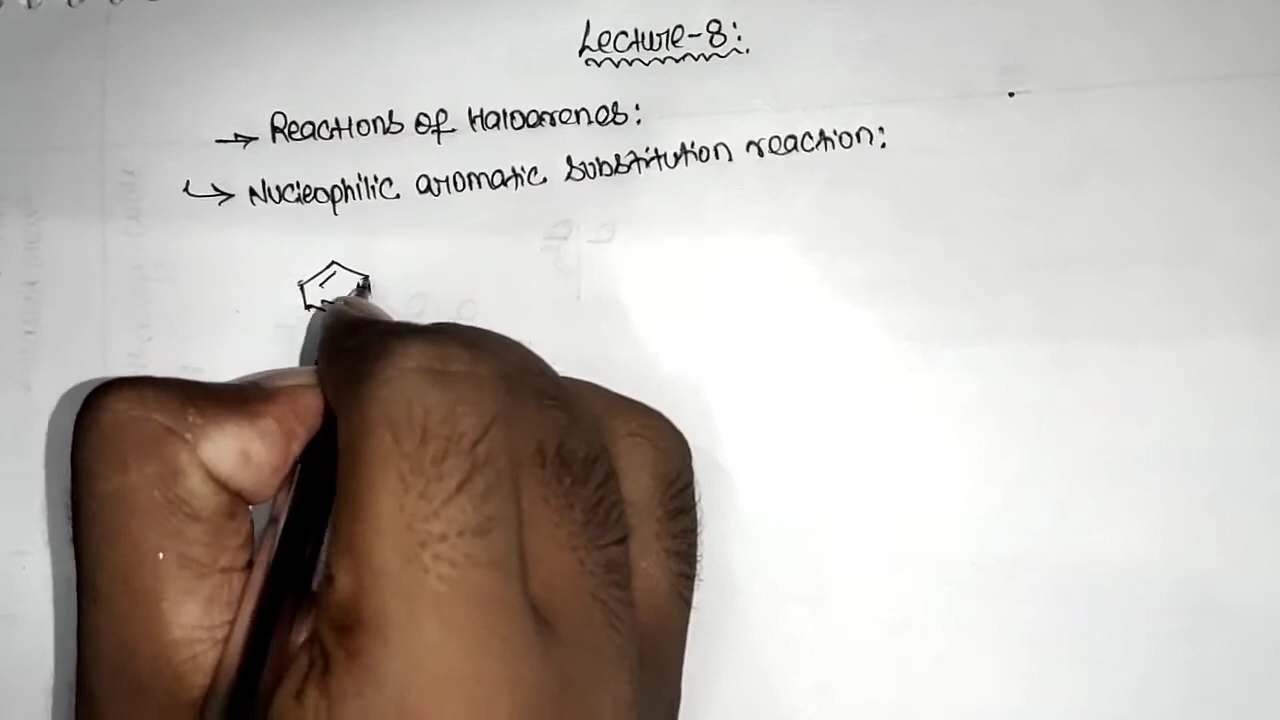 Lecture-8:
→ Reactions of Haloarenes:
↳ Nucleophilic aromatic substitution reaction: